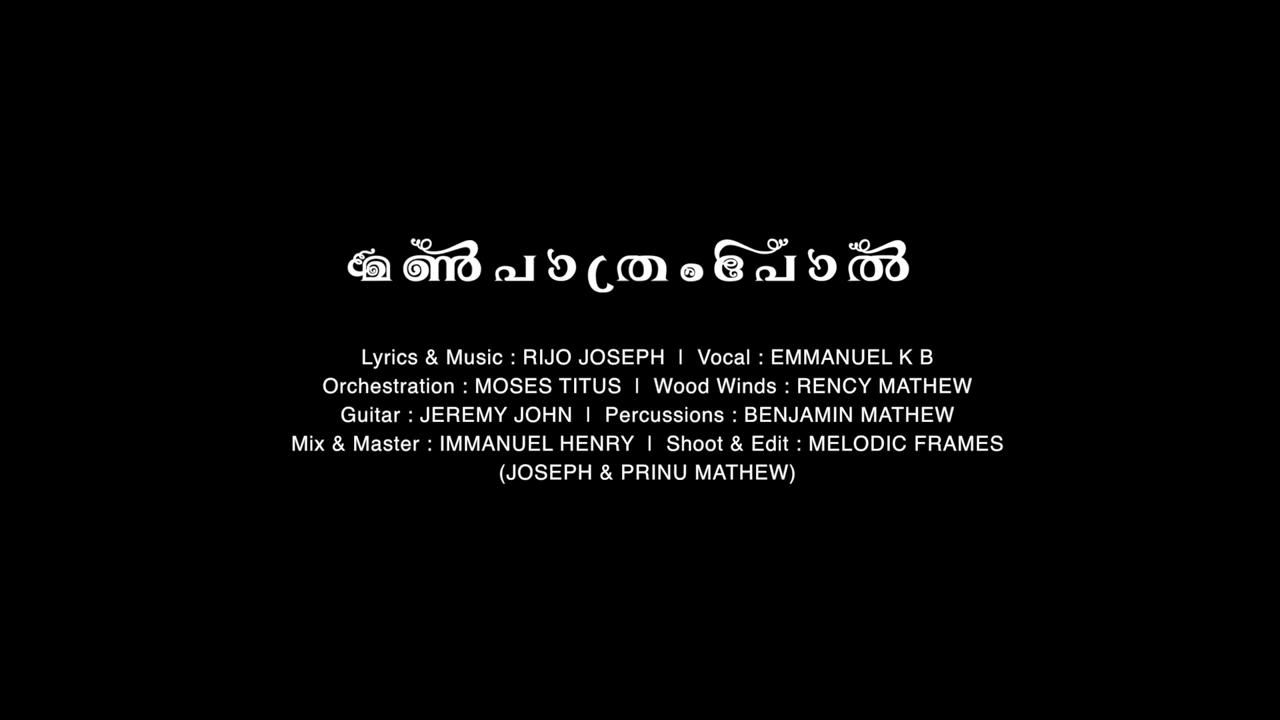 മൺപാത്രംപോൽ
Lyrics & Music : RIJO JOSEPH | Vocal : EMMANUEL K B
Orchestration : MOSES TITUS | Wood Winds : RENCY MATHEW
Guitar : JEREMY JOHN | Percussions : BENJAMIN MATHEW
Mix & Master : IMMANUEL HENRY | Shoot & Edit : MELODIC FRAMES
(JOSEPH & PRINU MATHEW)